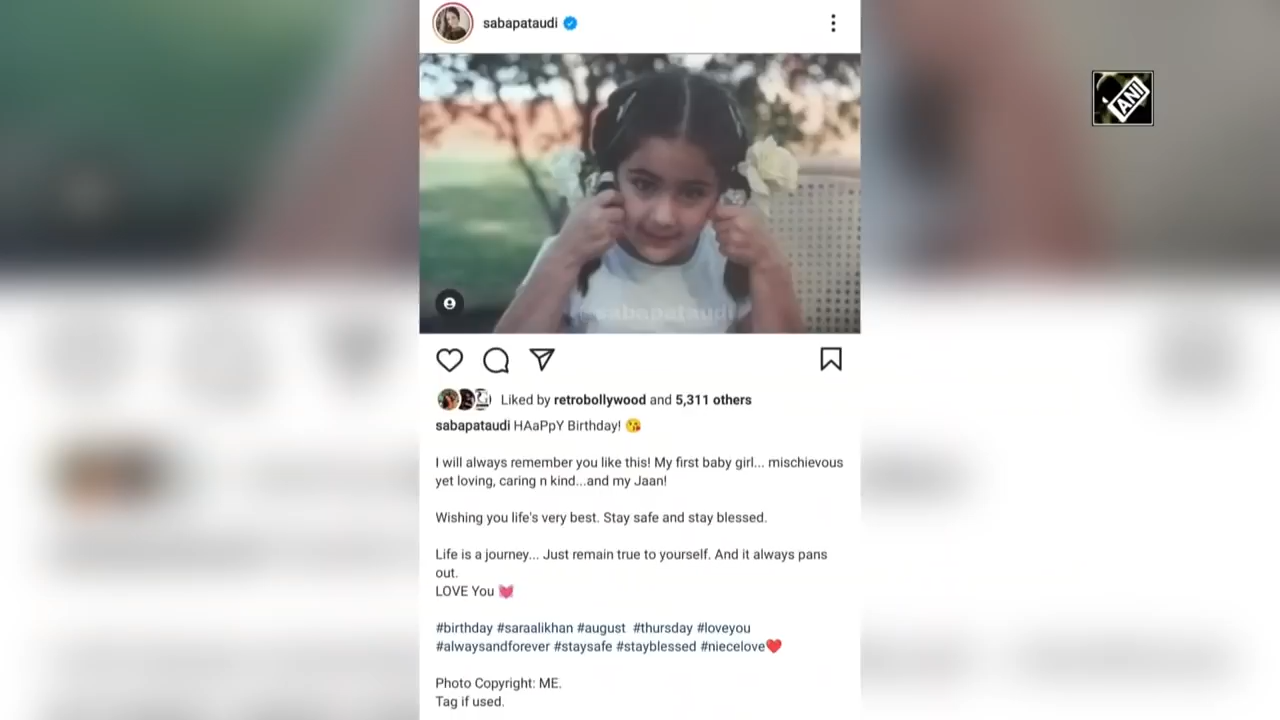 sabapataudi
ANI
@sabapataudi
Liked by retrobollywood and 5,311 others
sabapataudi HAaPpY Birthday! 😘
I will always remember you like this! My first baby girl... mischievous
yet loving, caring n kind...and my Jaan!
Wishing you life's very best. Stay safe and stay blessed.
Life is a journey... Just remain true to yourself. And it always pans
out.
LOVE You 💓
#birthday #saraalikhan #august #thursday #loveyou
#alwaysandforever #staysafe #stayblessed #niecelove❤️
Photo Copyright: ME.
Tag if used.